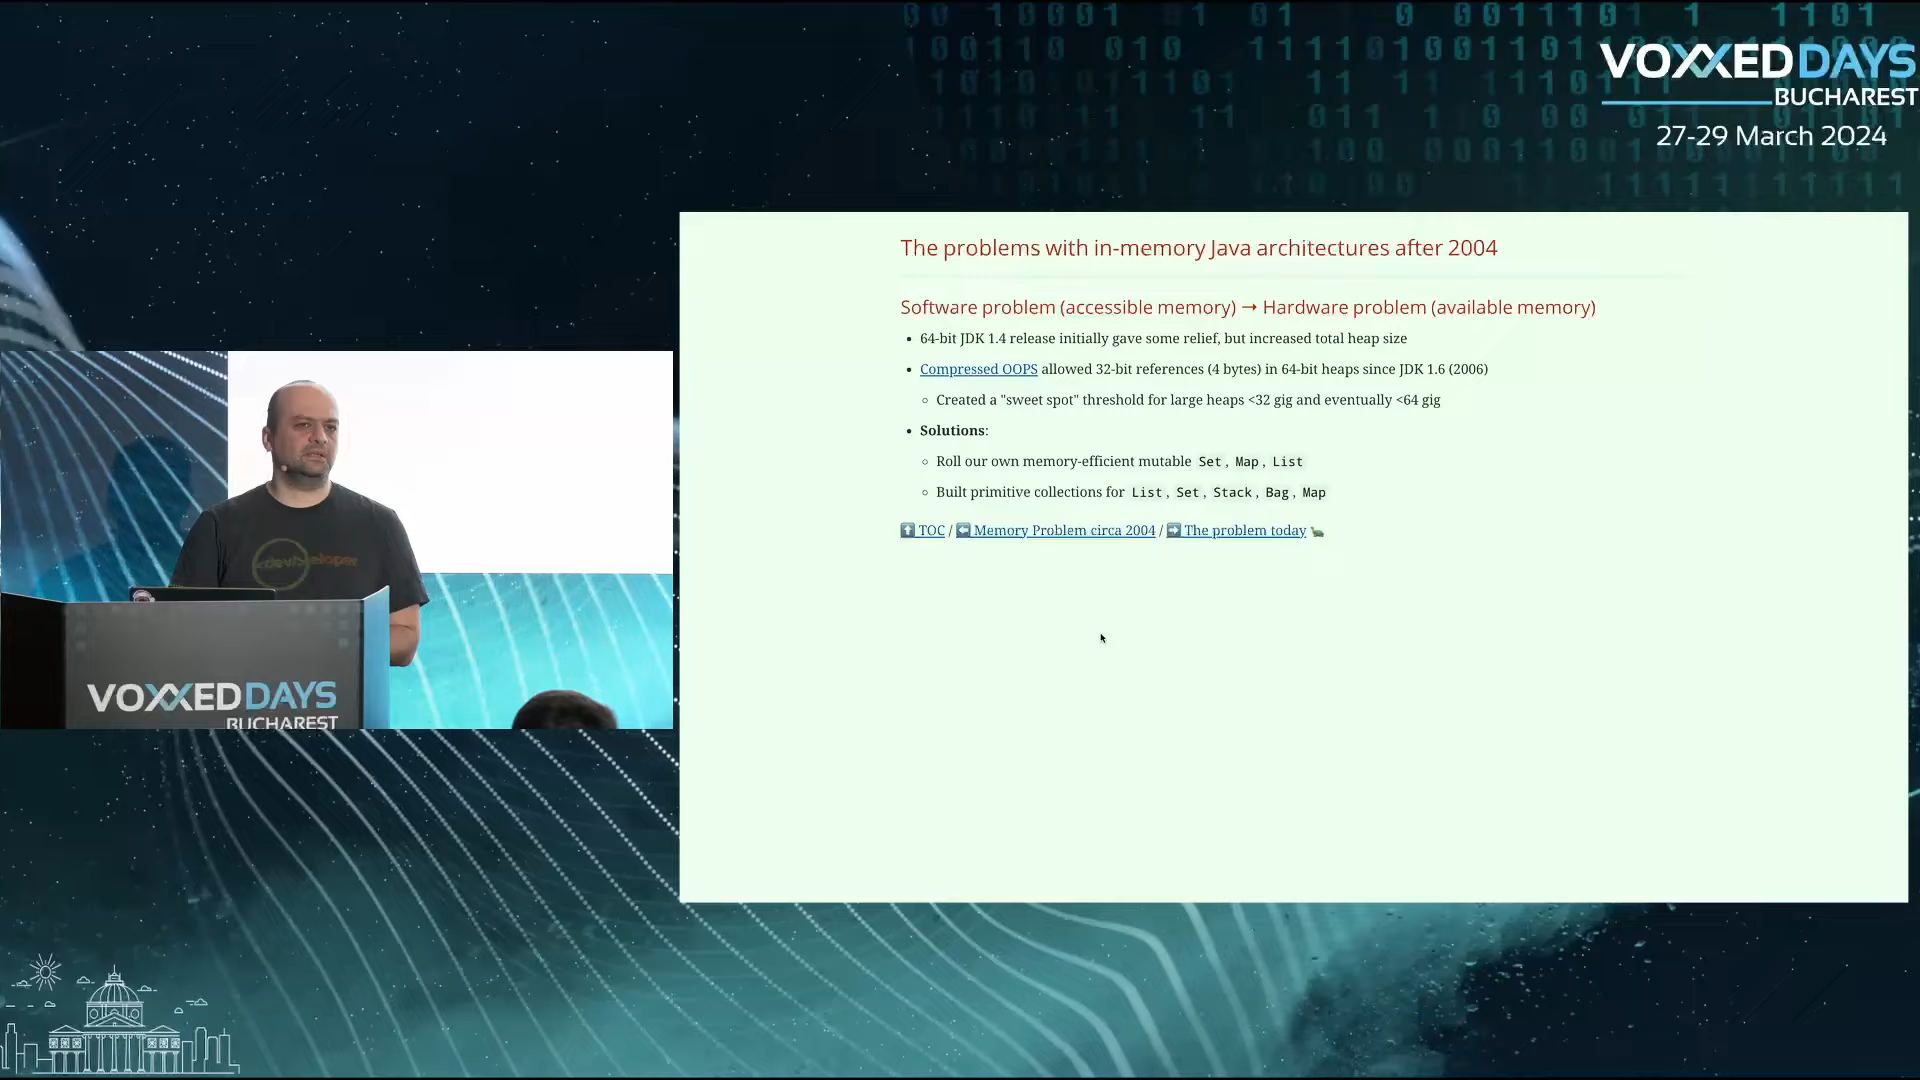 VOXXED DAYS
BUCHAREST
27-29 March 2024
The problems with in-memory Java architectures after 2004
Software problem (accessible memory) → Hardware problem (available memory)
• 64-bit JDK 1.4 release initially gave some relief, but increased total heap size
• Compressed OOPS allowed 32-bit references (4 bytes) in 64-bit heaps since JDK 1.6 (2006)
◦ Created a "sweet spot" threshold for large heaps <32 gig and eventually <64 gig
• Solutions:
◦ Roll our own memory-efficient mutable Set, Map, List
◦ Built primitive collections for List, Set, Stack, Bag, Map
⬆️ TOC / ⬅️ Memory Problem circa 2004 / ➡️ The problem today 🐢
VOXXED DAYS
BUCHAREST